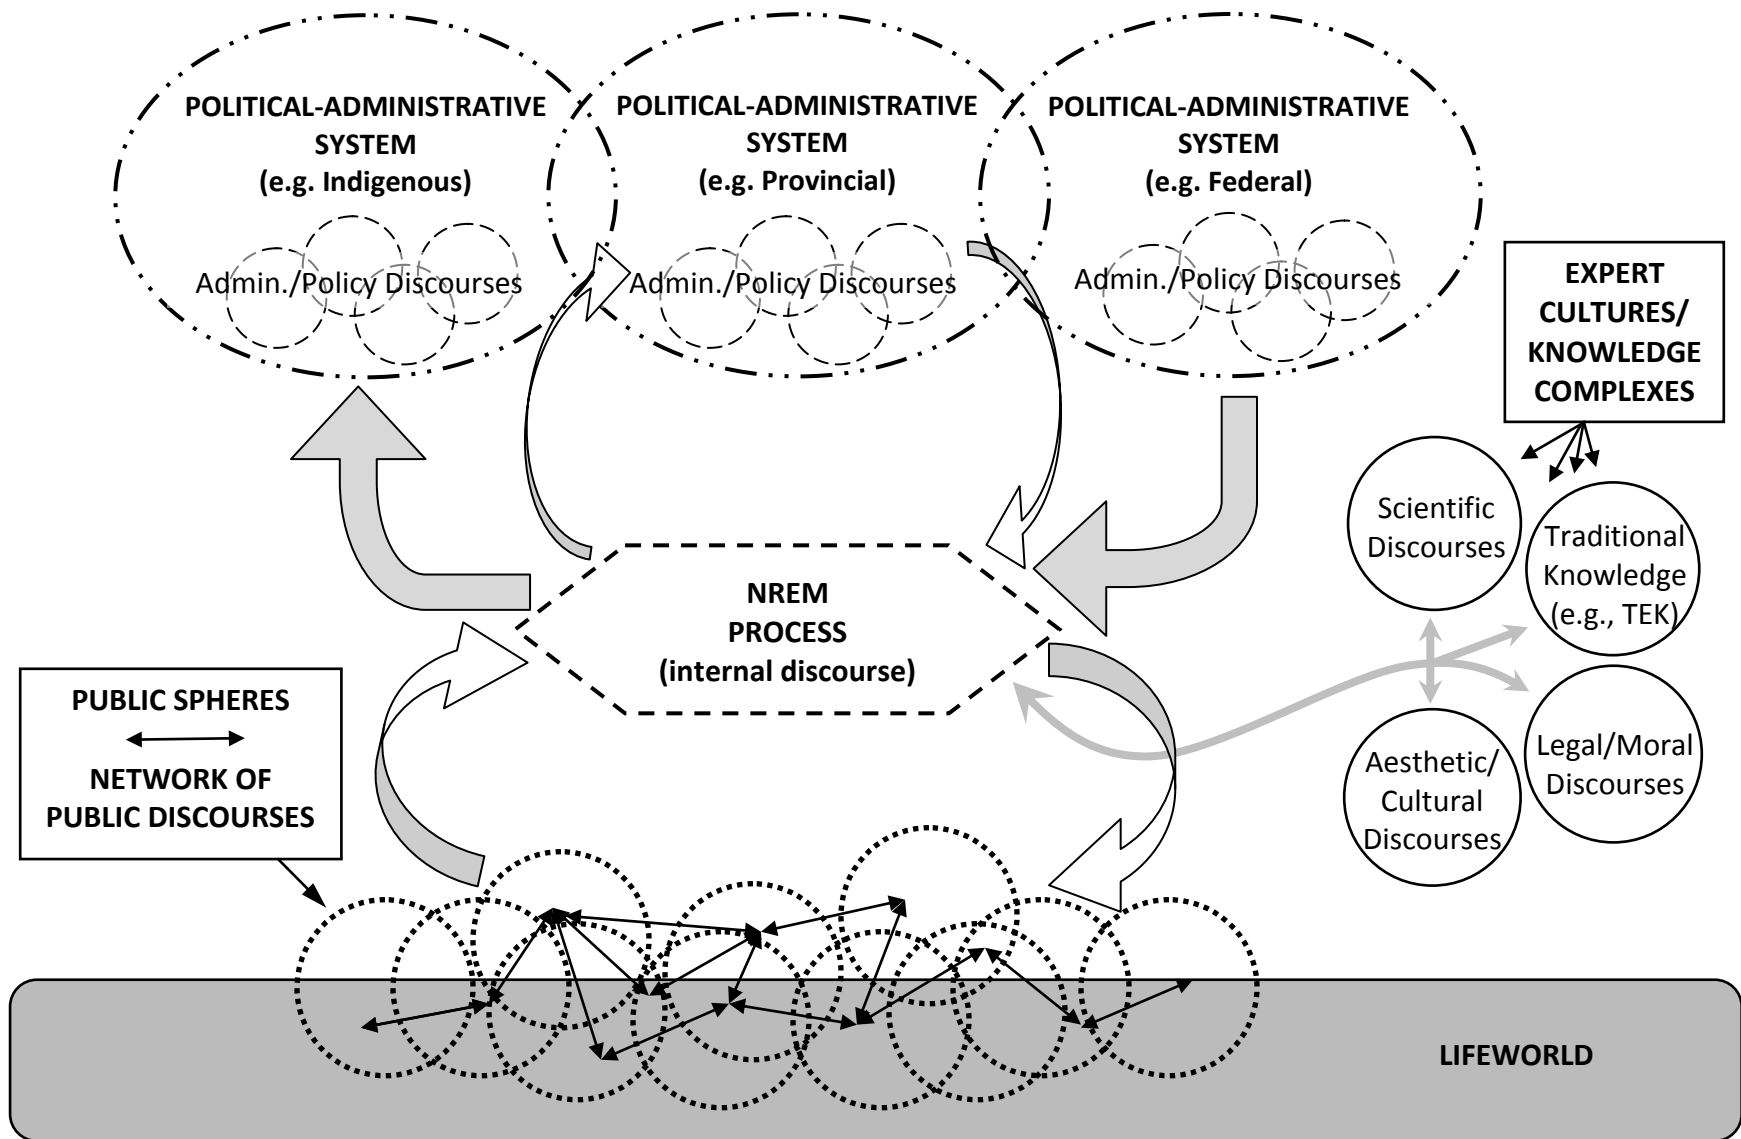 POLITICAL-ADMINISTRATIVE
SYSTEM
(e.g. Indigenous)
Admin./Policy Discourses
POLITICAL-ADMINISTRATIVE
SYSTEM
(e.g. Provincial)
Admin./Policy Discourses
POLITICAL-ADMINISTRATIVE
SYSTEM
(e.g. Federal)
Admin./Policy Discourses
EXPERT
CULTURES/
KNOWLEDGE
COMPLEXES
Scientific
Discourses
Traditional
Knowledge
(e.g., TEK)
Aesthetic/
Cultural
Discourses
Legal/Moral
Discourses
NREM
PROCESS
(internal discourse)
PUBLIC SPHERES
NETWORK OF
PUBLIC DISCOURSES
LIFEWORLD